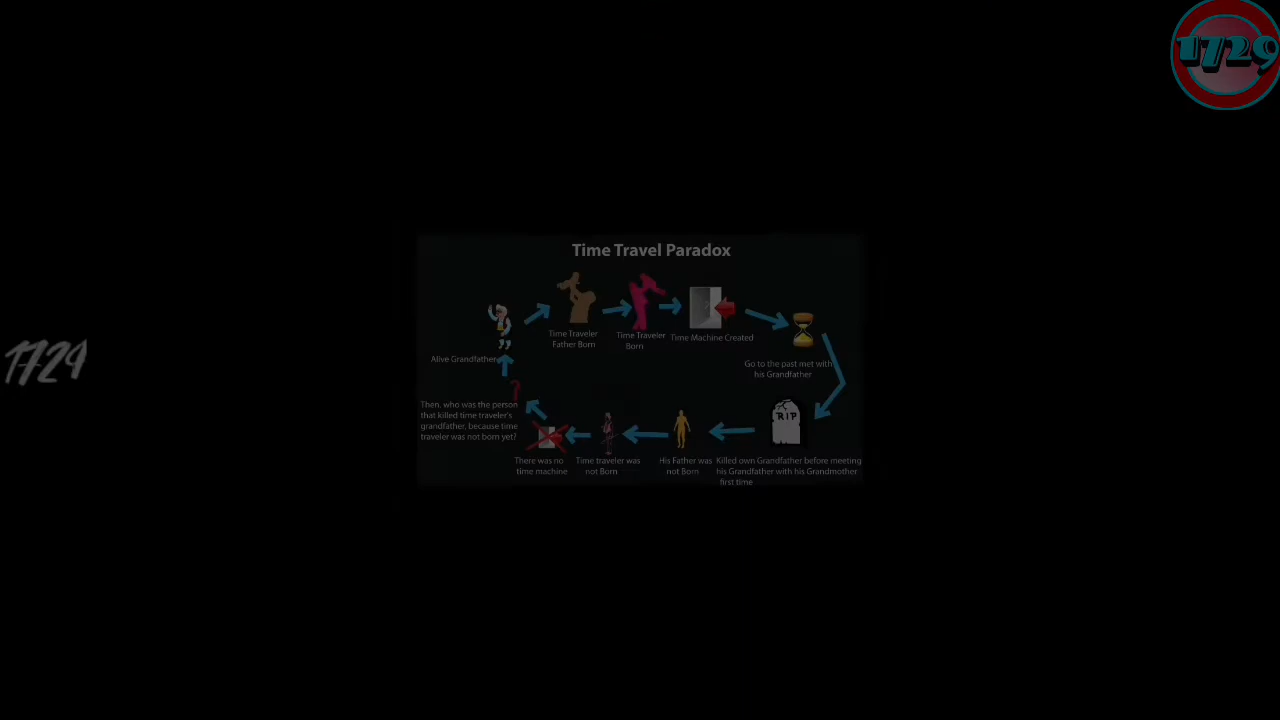 1729
Time Travel Paradox
Time Traveler
Father Born
Time Traveler
Born
Time Machine Created
Go to the past met with
his Grandfather
Alive Grandfather
1729
?
RIP
Then, who was the person
that killed time traveler's
grandfather, because time
traveler was not born yet?
There was no
time machine
Time traveler was
not Born
His Father was
not Born
Killed own Grandfather before meeting
his Grandfather with his Grandmother
first time